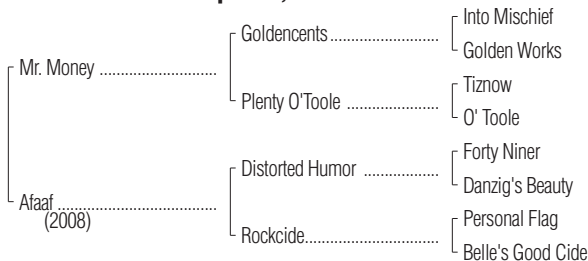 Into Mischief
Goldencents
Golden Works
Mr. Money
Tiznow
Plenty O'Toole
O' Toole
Forty Niner
Distorted Humor
Danzig's Beauty
Afaaf
(2008)
Personal Flag
Rockcide
Belle's Good Cide